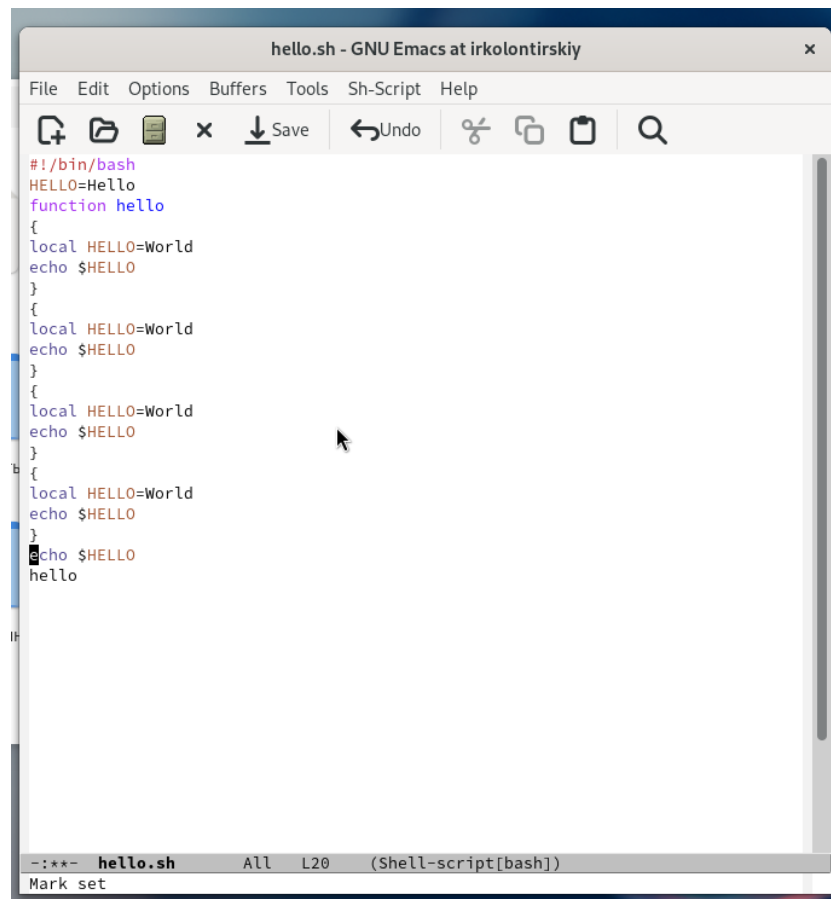 hello.sh - GNU Emacs at irkolontirskiy ×
File Edit Options Buffers Tools Sh-Script Help
Save Undo
#!/bin/bash
HELLO=Hello
function hello
{
local HELLO=World
echo $HELLO
}
{
local HELLO=World
echo $HELLO
}
{
local HELLO=World
echo $HELLO
}
{
local HELLO=World
echo $HELLO
}
echo $HELLO
hello
-:**- hello.sh All L20 (Shell-script[bash])
Mark set